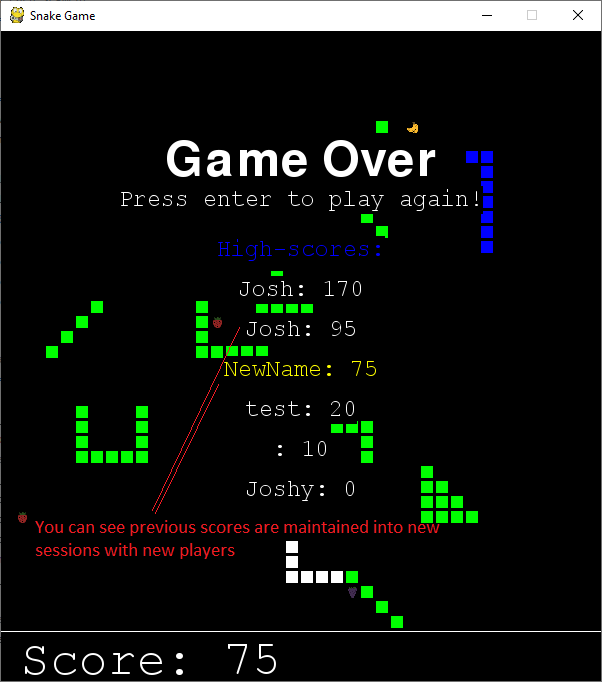 Snake Game
Game Over
Press enter to play again!
High-scores:
Josh: 170
Josh: 95
NewName: 75
test: 20
: 10
Joshy: 0
You can see previous scores are maintained into new
sessions with new players
Score: 75